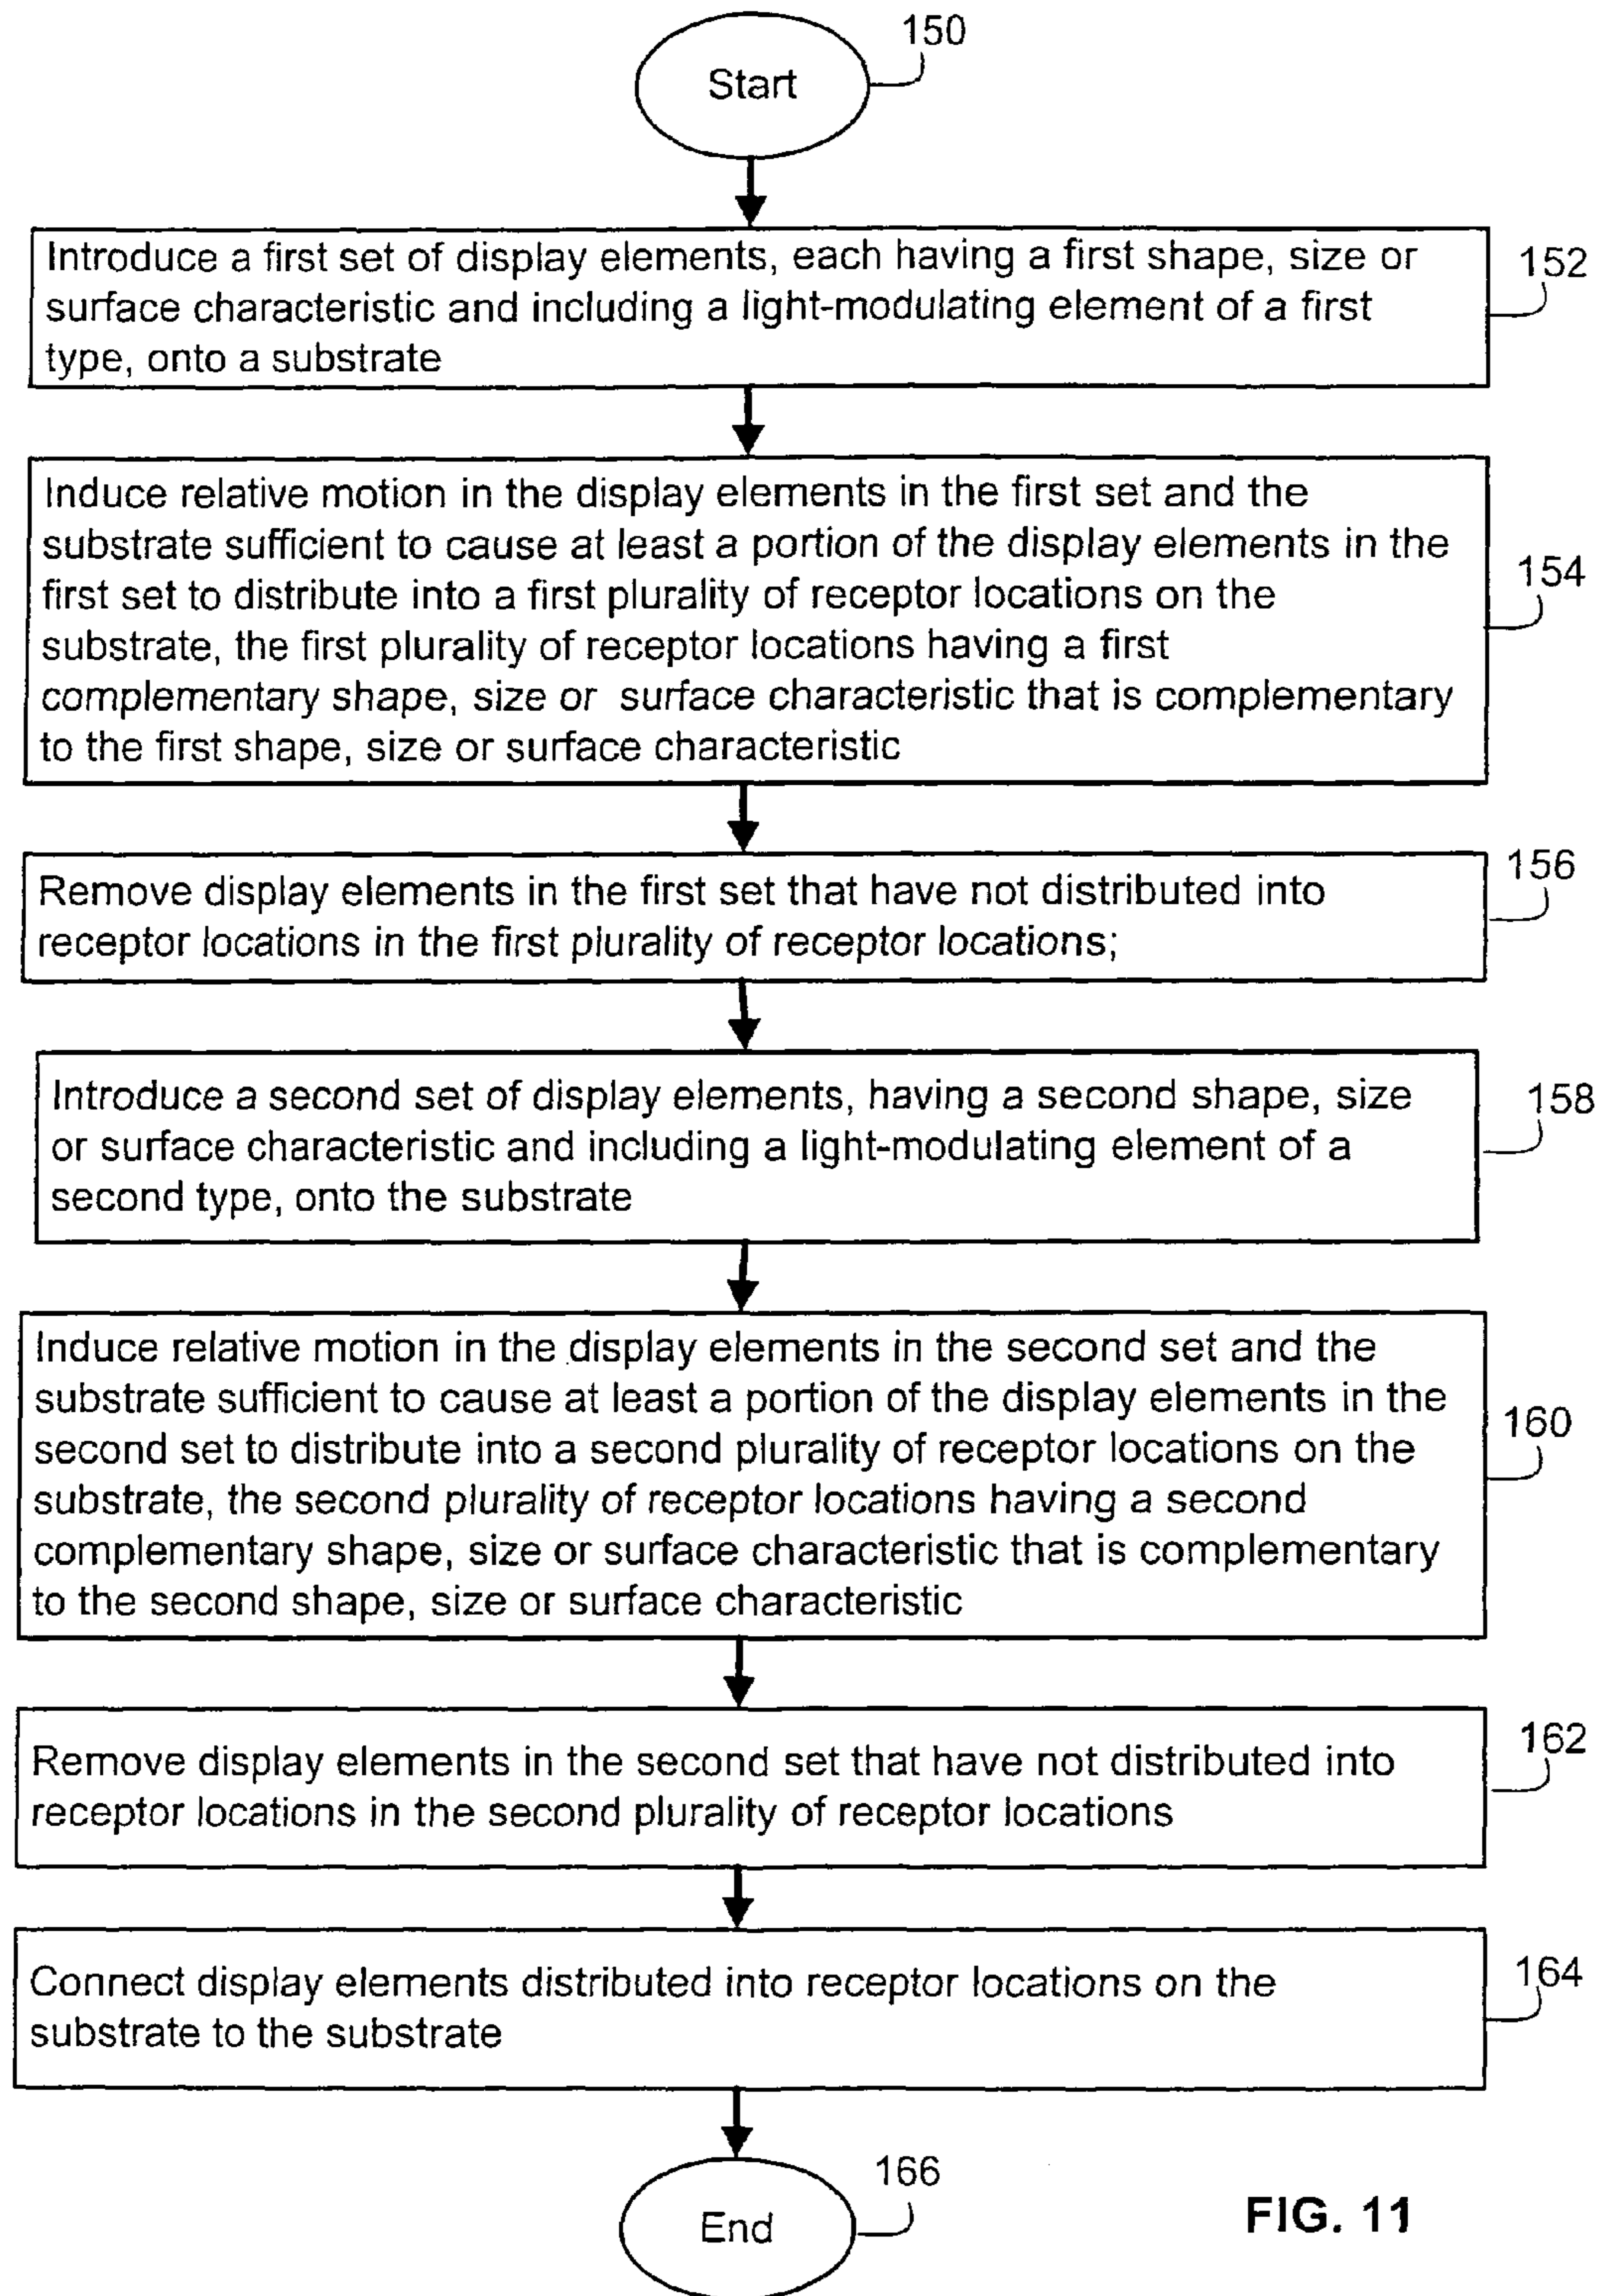 150
Start
Introduce a first set of display elements, each having a first shape, size or
surface characteristic and including a light-modulating element of a first
type, onto a substrate
152
Induce relative motion in the display elements in the first set and the
substrate sufficient to cause at least a portion of the display elements in the
first set to distribute into a first plurality of receptor locations on the
substrate, the first plurality of receptor locations having a first
complementary shape, size or surface characteristic that is complementary
to the first shape, size or surface characteristic
154
Remove display elements in the first set that have not distributed into
receptor locations in the first plurality of receptor locations;
156
Introduce a second set of display elements, having a second shape, size
or surface characteristic and including a light-modulating element of a
second type, onto the substrate
158
Induce relative motion in the display elements in the second set and the
substrate sufficient to cause at least a portion of the display elements in the
second set to distribute into a second plurality of receptor locations on the
substrate, the second plurality of receptor locations having a second
complementary shape, size or surface characteristic that is complementary
to the second shape, size or surface characteristic
160
Remove display elements in the second set that have not distributed into
receptor locations in the second plurality of receptor locations
162
Connect display elements distributed into receptor locations on the
substrate to the substrate
164
End
166
FIG. 11